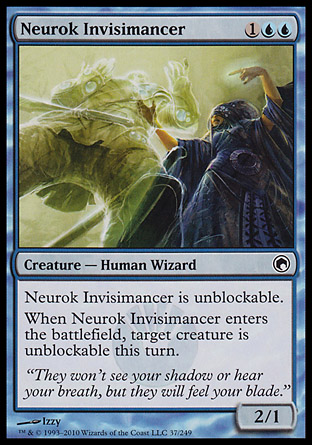 Neurok Invisimancer 1
Creature — Human Wizard
Neurok Invisimancer is unblockable.
When Neurok Invisimancer enters
the battlefield, target creature is
unblockable this turn.
“They won’t see your shadow or hear
your breath, but they will feel your blade.”
Izzy
™ & © 1993–2010 Wizards of the Coast LLC 37/249
2/1